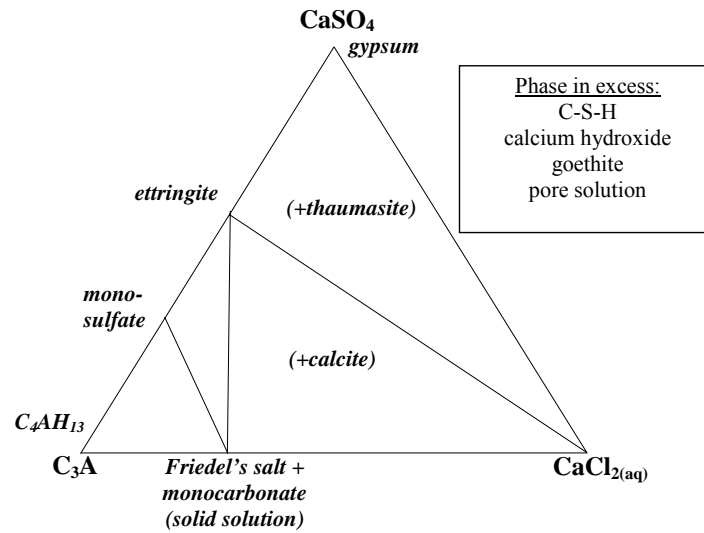 CaSO4
gypsum
Phase in excess:
C-S-H
calcium hydroxide
goethite
pore solution
ettringite
(+thaumasite)
mono-
sulfate
(+calcite)
C4AH13
C3A
Friedel's salt +
monocarbonate
(solid solution)
CaCl2(aq)